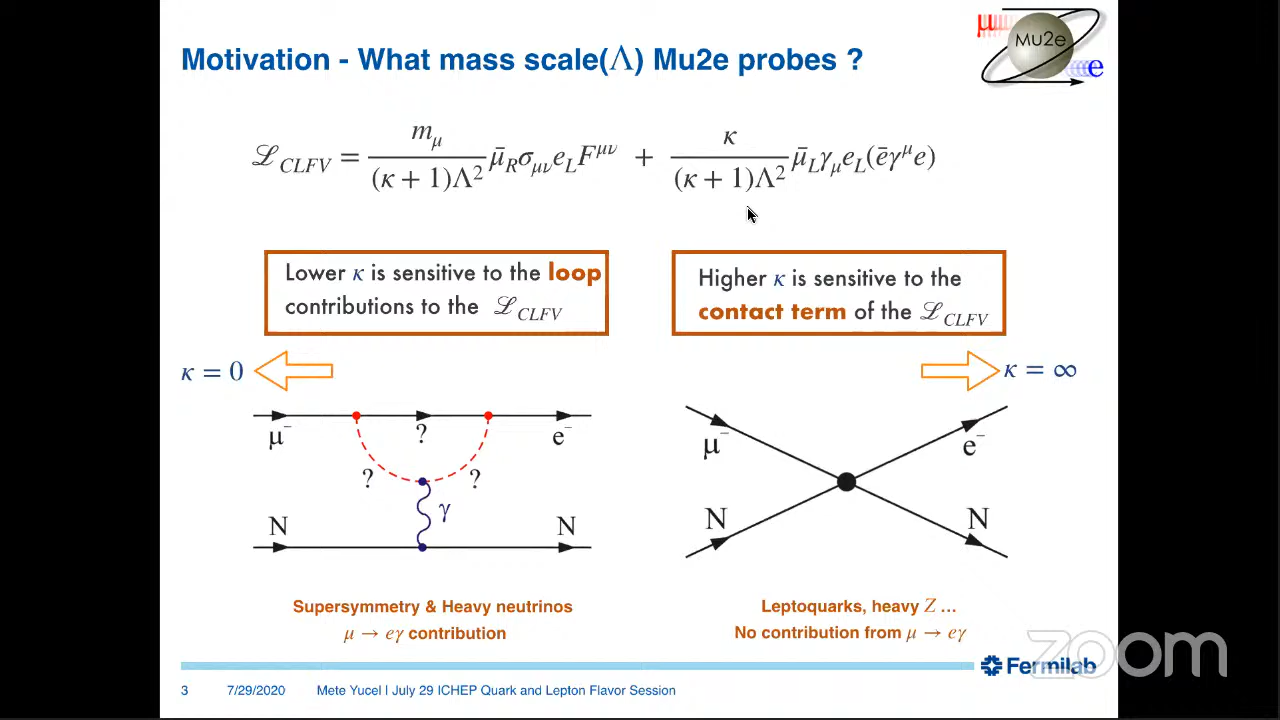 Motivation - What mass scale(Λ) Mu2e probes ?
μ Mu2e e
ℒ_CLFV = m_μ/((κ + 1)Λ²) μ̄_R σ_μν e_L F^μν + κ/((κ + 1)Λ²) μ̄_L γ_μ e_L (ēγ^μ e)
Lower κ is sensitive to the loop
contributions to the ℒ_CLFV
Higher κ is sensitive to the
contact term of the ℒ_CLFV
κ = 0
κ = ∞
μ⁻ ? e⁻
? ?
γ
N N
μ⁻ e⁻
N N
Supersymmetry & Heavy neutrinos
μ → eγ contribution
Leptoquarks, heavy Z ...
No contribution from μ → eγ
zoom
Fermilab
3 7/29/2020 Mete Yucel | July 29 ICHEP Quark and Lepton Flavor Session